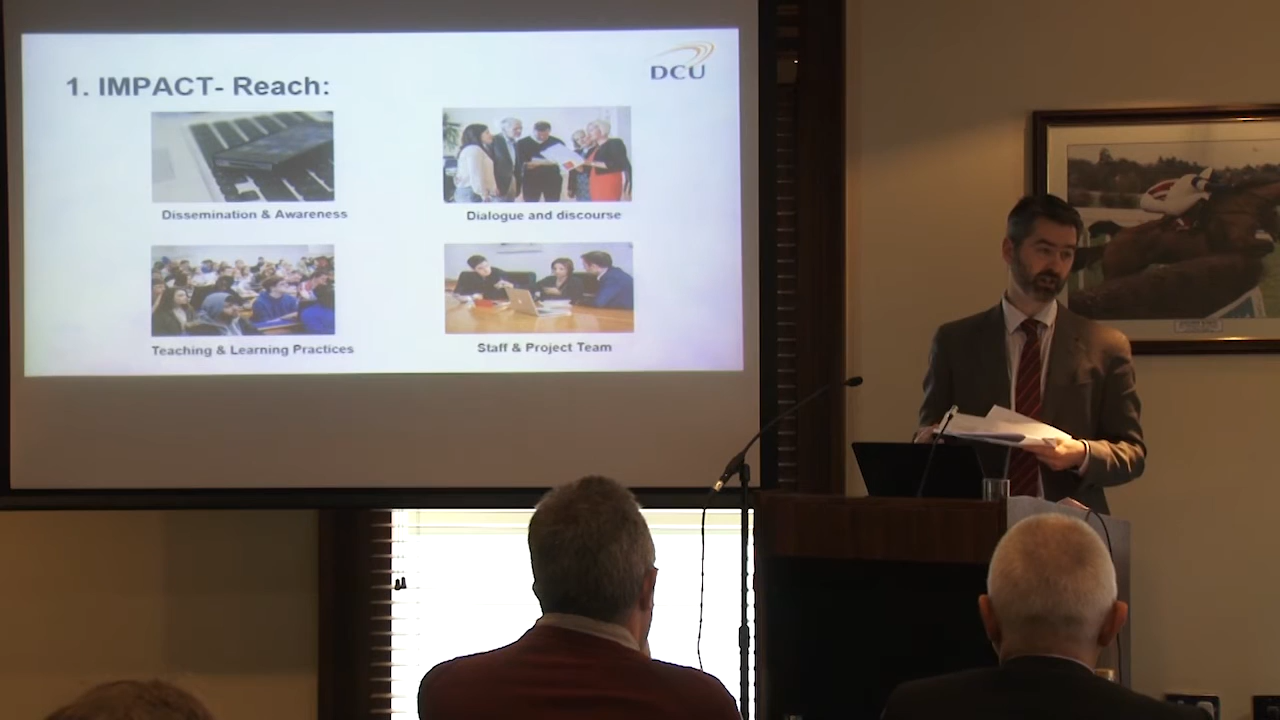 DCU
1. IMPACT- Reach:
Dissemination & Awareness
Dialogue and discourse
Teaching & Learning Practices
Staff & Project Team